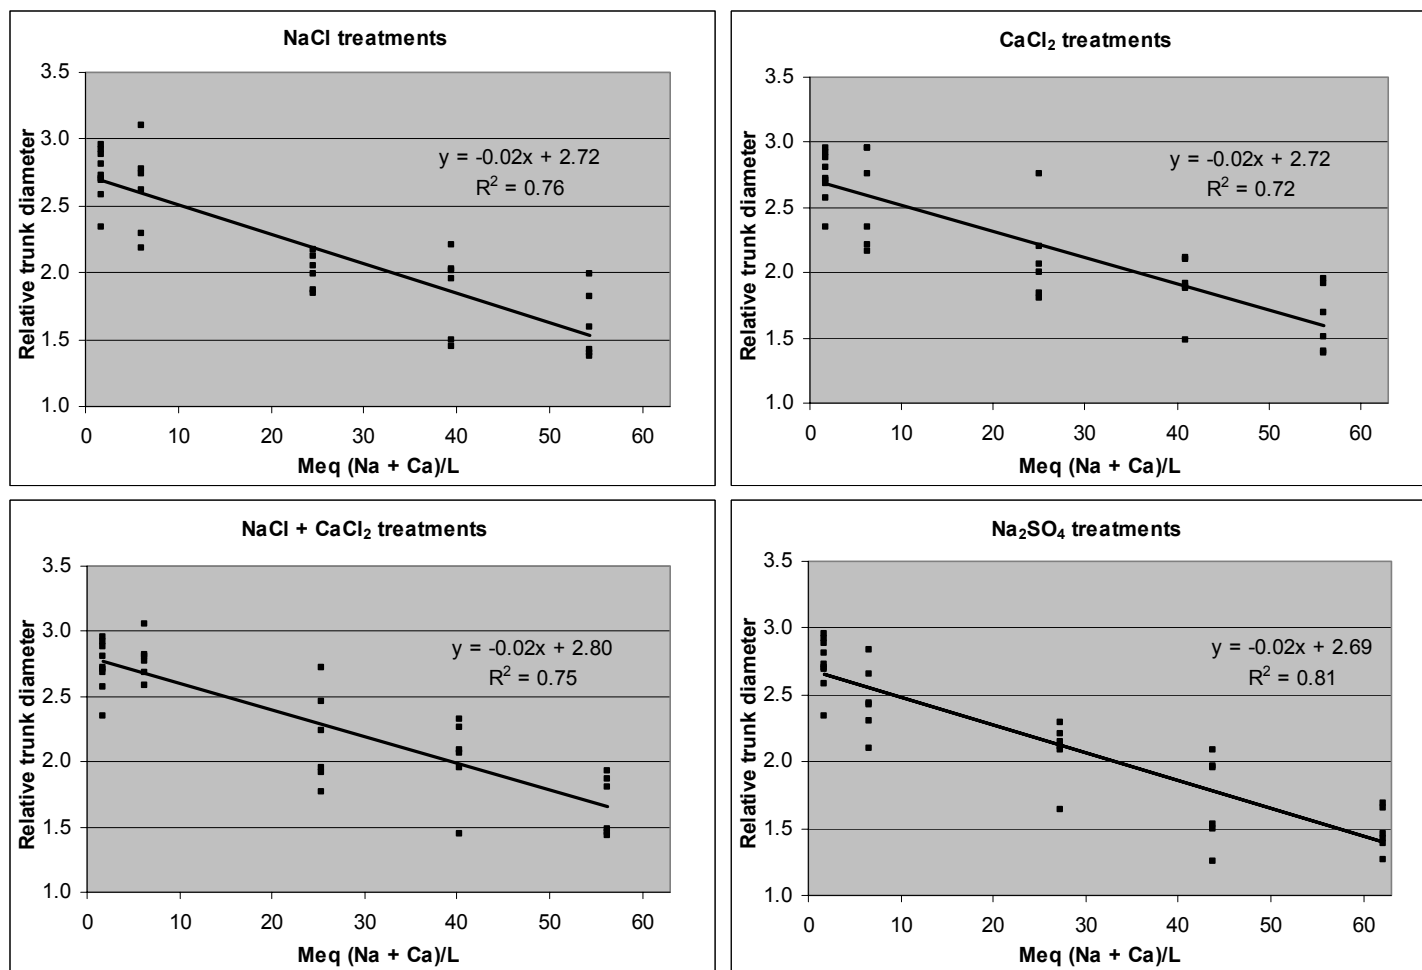 NaCl treatments
3.5
3.0
2.5
2.0
1.5
1.0
Relative trunk diameter
y = -0.02x + 2.72
R² = 0.76
0 10 20 30 40 50 60
Meq (Na + Ca)/L
CaCl₂ treatments
3.5
3.0
2.5
2.0
1.5
1.0
Relative trunk diameter
y = -0.02x + 2.72
R² = 0.72
0 10 20 30 40 50 60
Meq (Na + Ca)/L
NaCl + CaCl₂ treatments
3.5
3.0
2.5
2.0
1.5
1.0
Relative trunk diameter
y = -0.02x + 2.80
R² = 0.75
0 10 20 30 40 50 60
Meq (Na + Ca)/L
Na₂SO₄ treatments
3.5
3.0
2.5
2.0
1.5
1.0
Relative trunk diameter
y = -0.02x + 2.69
R² = 0.81
0 10 20 30 40 50 60
Meq (Na + Ca)/L